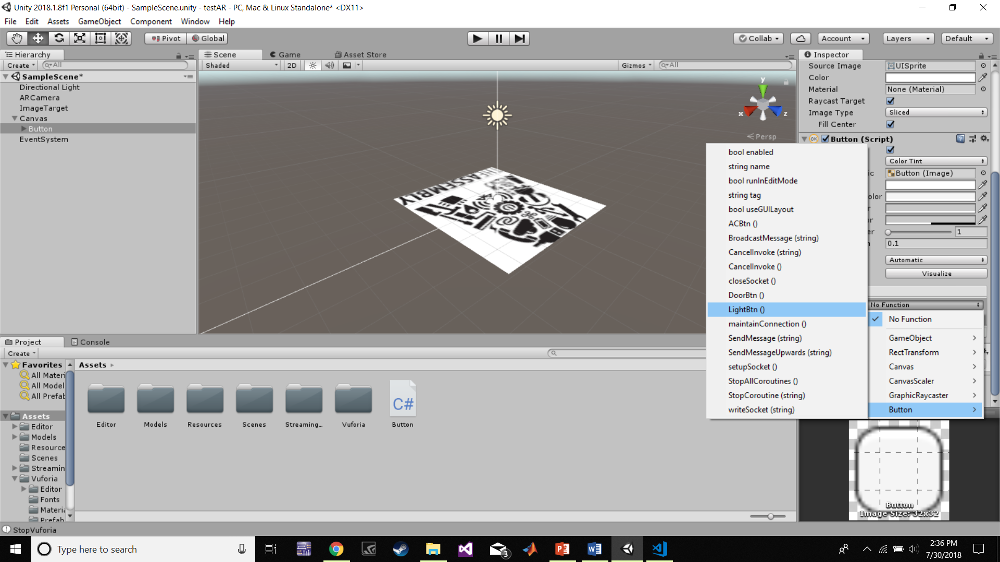 Unity 2018.1.8f1 Personal (64bit) - SampleScene.unity - testAR - PC, Mac & Linux Standalone* <DX11>
File Edit Assets GameObject Component Window Help
Pivot Global Collab Account Layers Default
Hierarchy
Create All
SampleScene*
Directional Light
ARCamera
ImageTarget
Canvas
Button
EventSystem
Scene Game Asset Store
Shaded 2D Gizmos All
y
x z
Persp
ASSEMBLY
Inspector
Source Image UISprite
Color
Material None (Material)
Raycast Target
Image Type Sliced
Fill Center
OK Button (Script)
Color Tint
Button (Image)
1
0.1
Automatic
Visualize
No Function
bool enabled
string name
bool runInEditMode
string tag
bool useGUILayout
ACBtn ()
BroadcastMessage (string)
CancelInvoke (string)
CancelInvoke ()
closeSocket ()
DoorBtn ()
LightBtn ()
maintainConnection ()
SendMessage (string)
SendMessageUpwards (string)
setupSocket ()
StopAllCoroutines ()
StopCoroutine (string)
writeSocket (string)
No Function
GameObject
RectTransform
Canvas
CanvasScaler
GraphicRaycaster
Button
Button
Image Size: 32x32
Project Console
Create
Favorites
All Materi
All Model
All Prefab
Assets
Editor
Models
Resource
Scenes
Streamin
Vuforia
Editor
Fonts
Materia
Prefab
Assets
C#
Editor Models Resources Scenes Streaming... Vuforia Button
StopVuforia
Type here to search
3
2:36 PM
7/30/2018